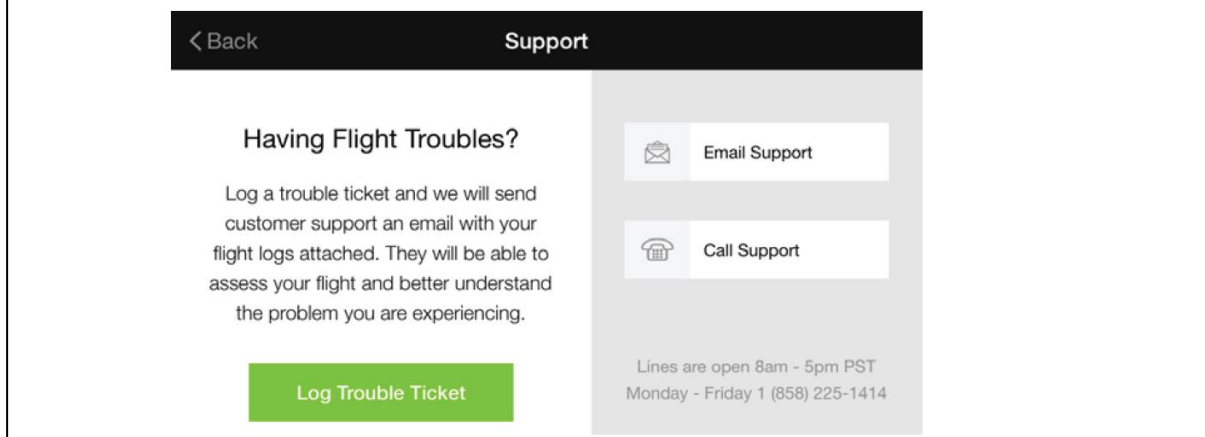 Back
Support
Having Flight Troubles?
Log a trouble ticket and we will send
customer support an email with your
flight logs attached. They will be able to
assess your flight and better understand
the problem you are experiencing.
Log Trouble Ticket
Email Support
Call Support
Lines are open 8am - 5pm PST
Monday - Friday 1 (858) 225-1414